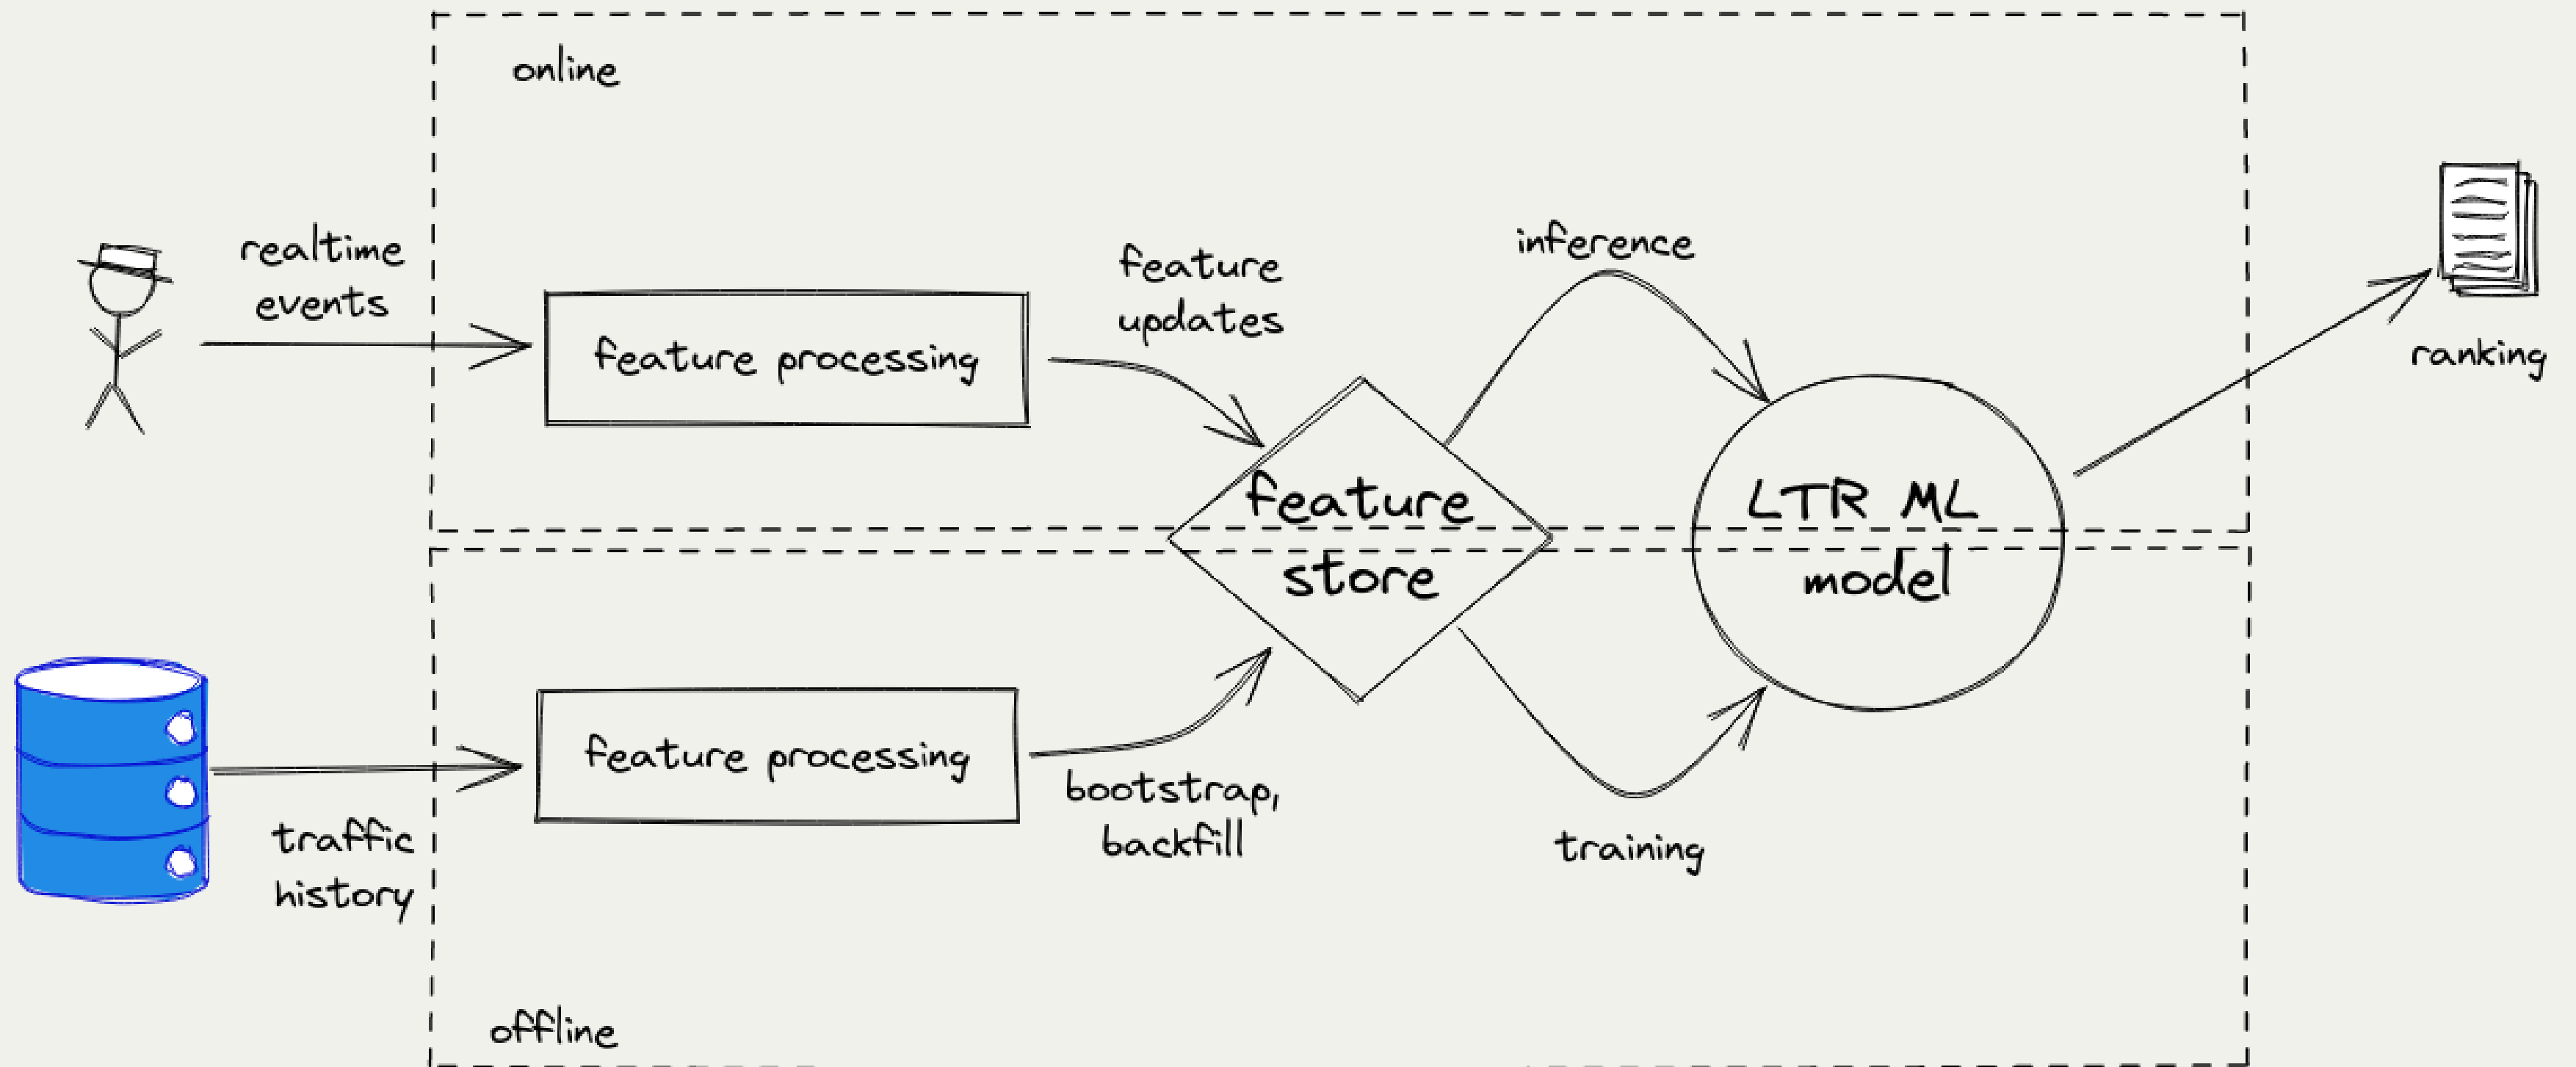 online
realtime
events
feature processing
feature
updates
inference
ranking
feature
store
LTR ML
model
traffic
history
feature processing
bootstrap,
backfill
training
offline